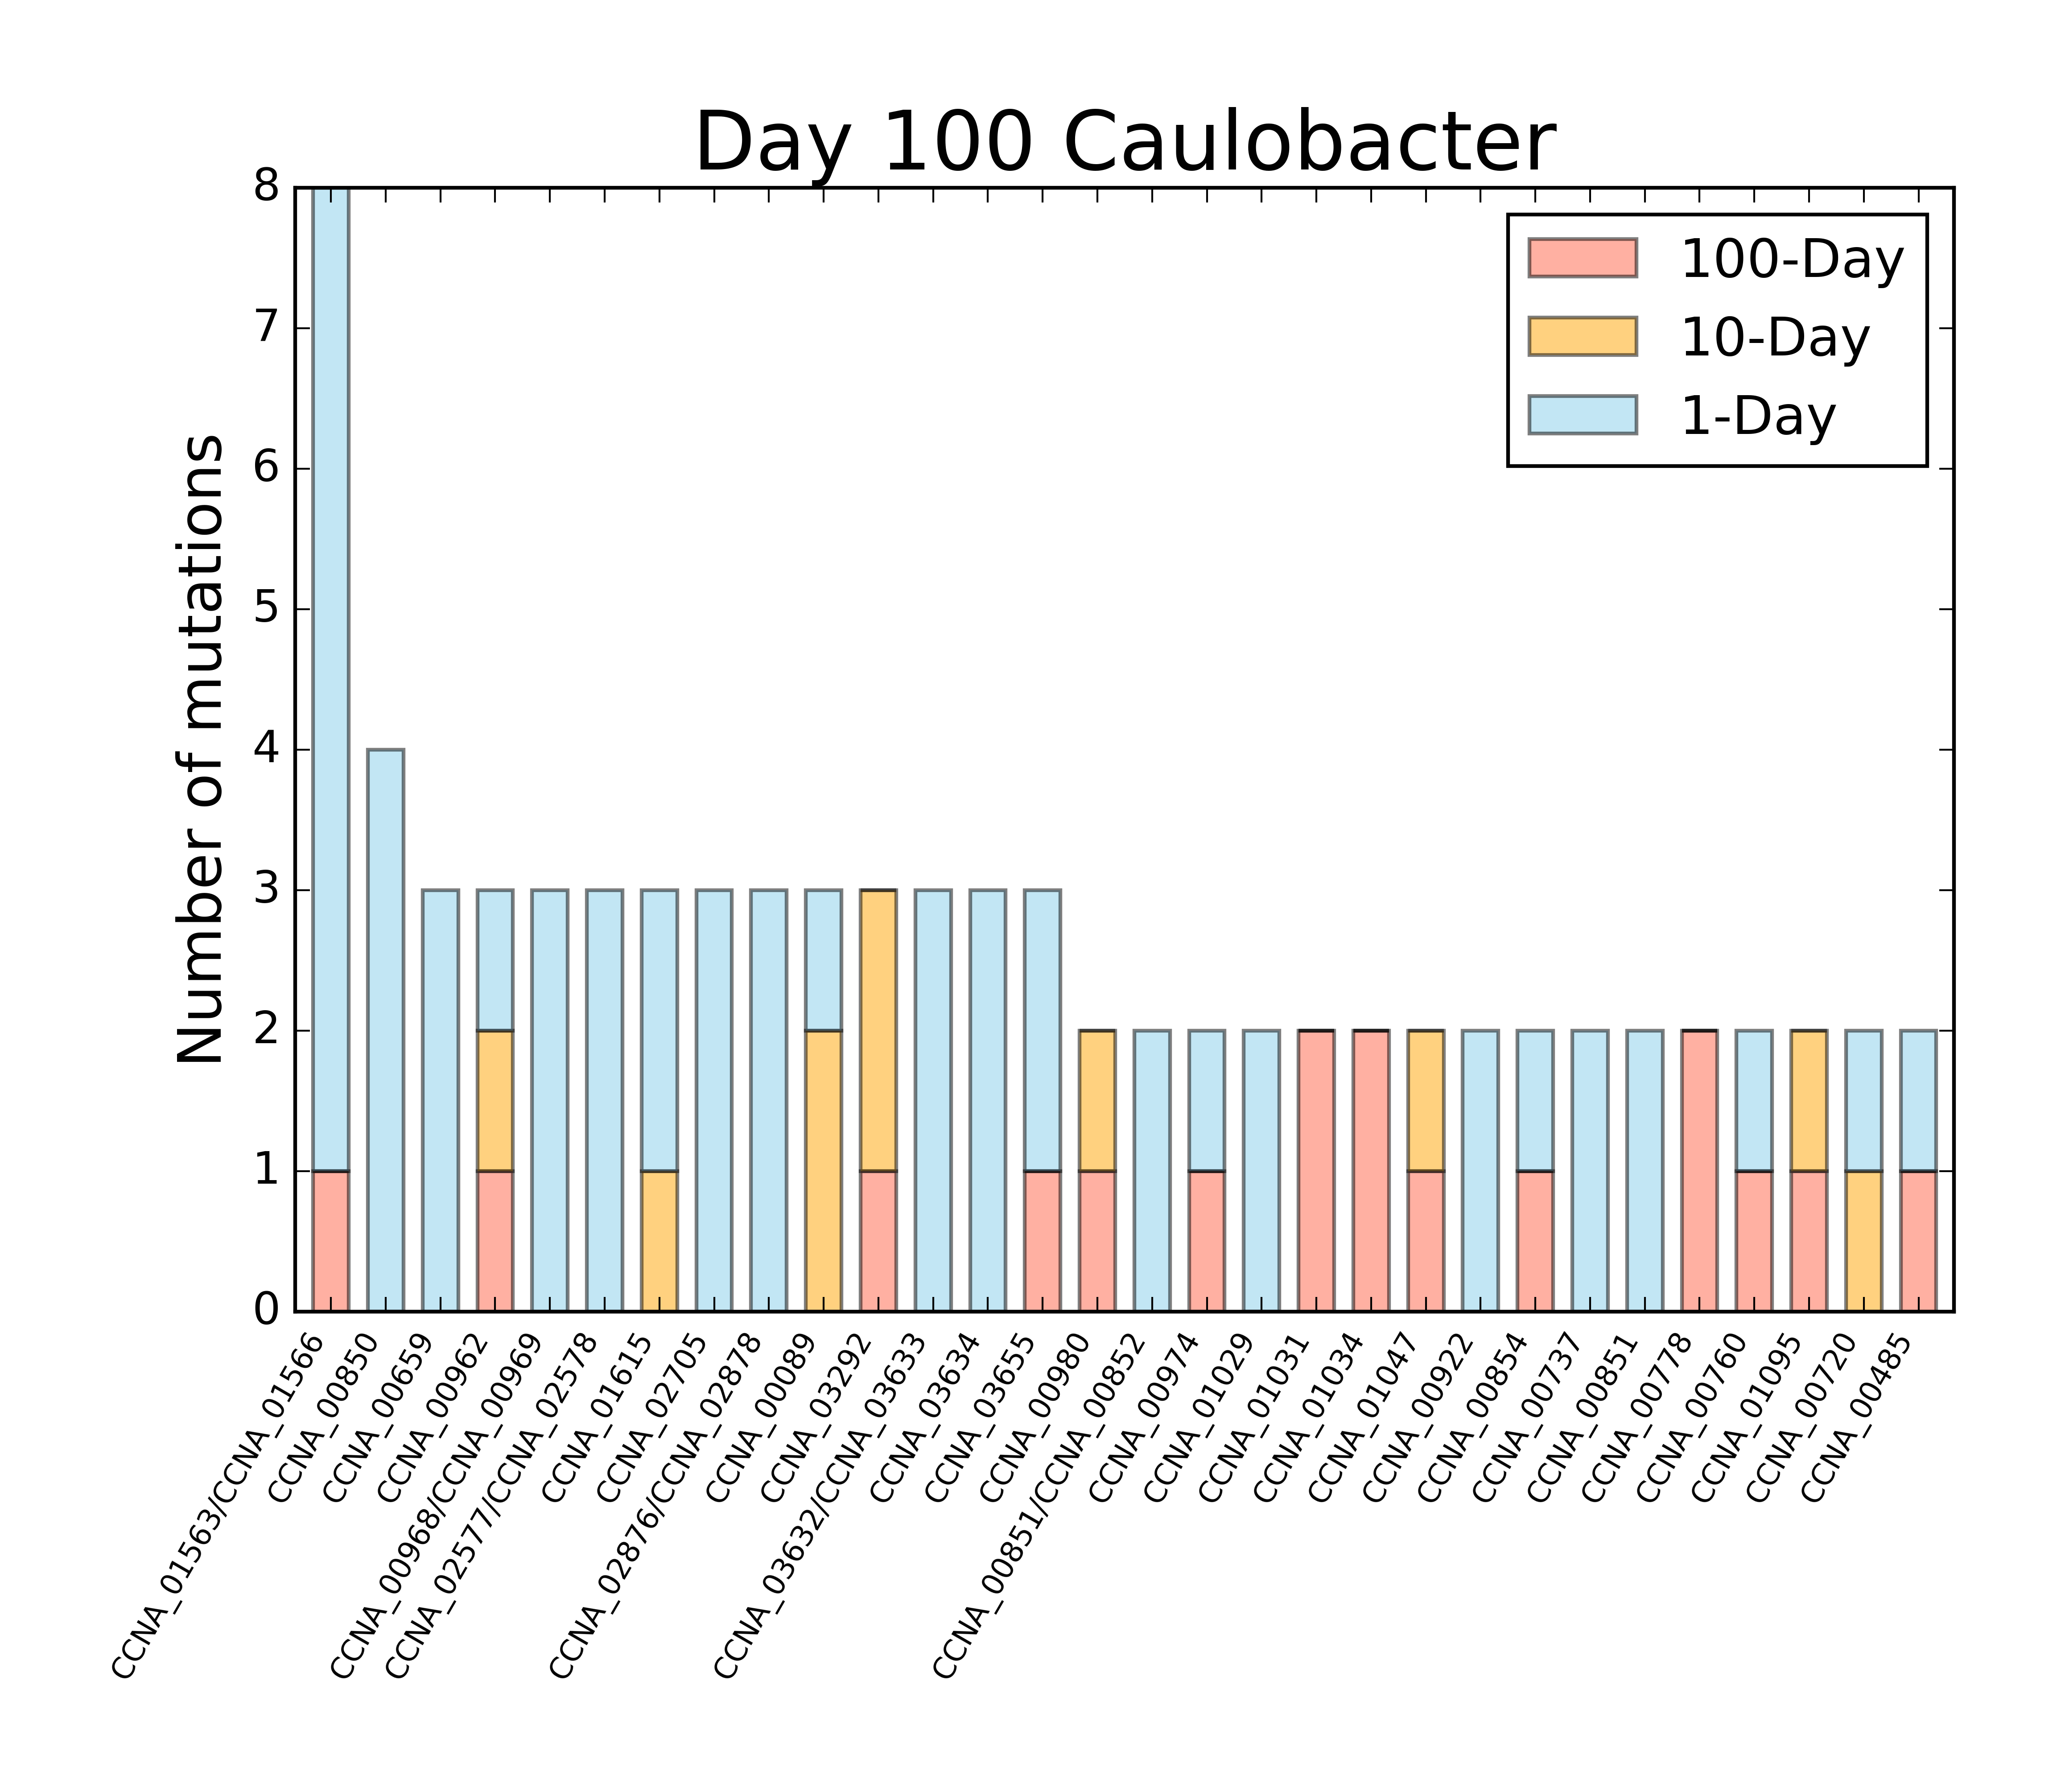 Day 100 Caulobacter
100-Day
10-Day
1-Day
Number of mutations
8
7
6
5
4
3
2
1
0
CCNA_01563/CCNA_01566
CCNA_00850
CCNA_00659
CCNA_00962
CCNA_00968/CCNA_00969
CCNA_02577/CCNA_02578
CCNA_01615
CCNA_02705
CCNA_02876/CCNA_02878
CCNA_00089
CCNA_03292
CCNA_03632/CCNA_03633
CCNA_03634
CCNA_03655
CCNA_00980
CCNA_00851/CCNA_00852
CCNA_00974
CCNA_01029
CCNA_01031
CCNA_01034
CCNA_01047
CCNA_00922
CCNA_00854
CCNA_00737
CCNA_00851
CCNA_00778
CCNA_00760
CCNA_01095
CCNA_00720
CCNA_00485